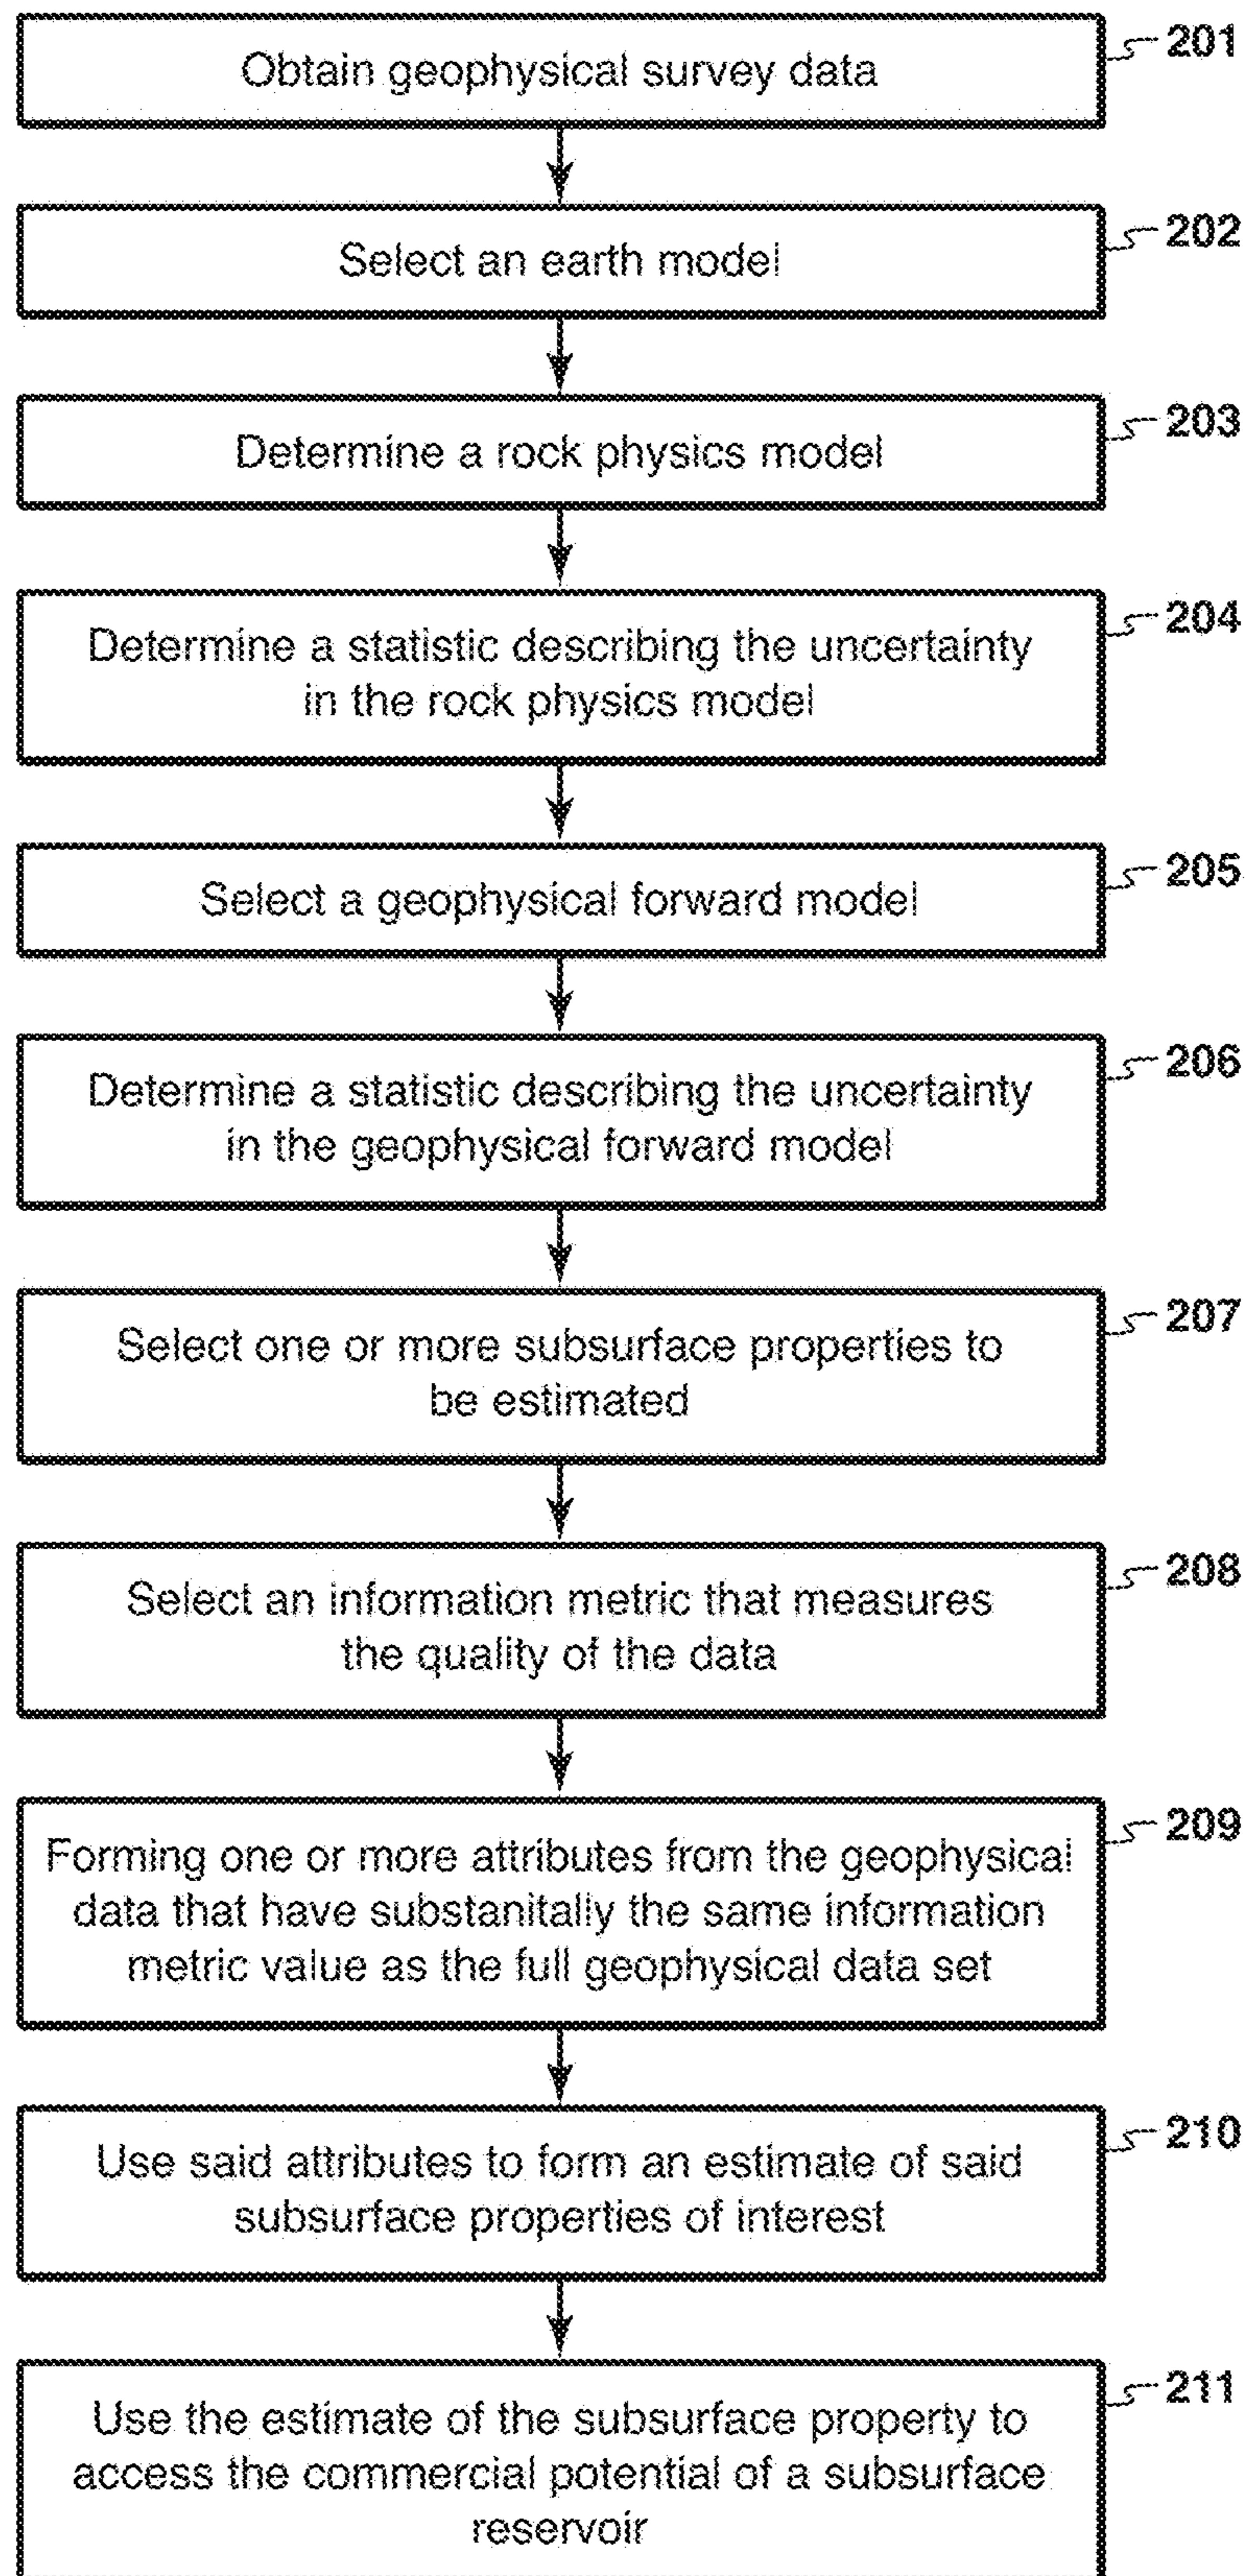 Obtain geophysical survey data
201
Select an earth model
202
Determine a rock physics model
203
Determine a statistic describing the uncertainty
in the rock physics model
204
Select a geophysical forward model
205
Determine a statistic describing the uncertainty
in the geophysical forward model
206
Select one or more subsurface properties to
be estimated
207
Select an information metric that measures
the quality of the data
208
Forming one or more attributes from the geophysical
data that have substanitally the same information
metric value as the full geophysical data set
209
Use said attributes to form an estimate of said
subsurface properties of interest
210
Use the estimate of the subsurface property to
access the commercial potential of a subsurface
reservoir
211